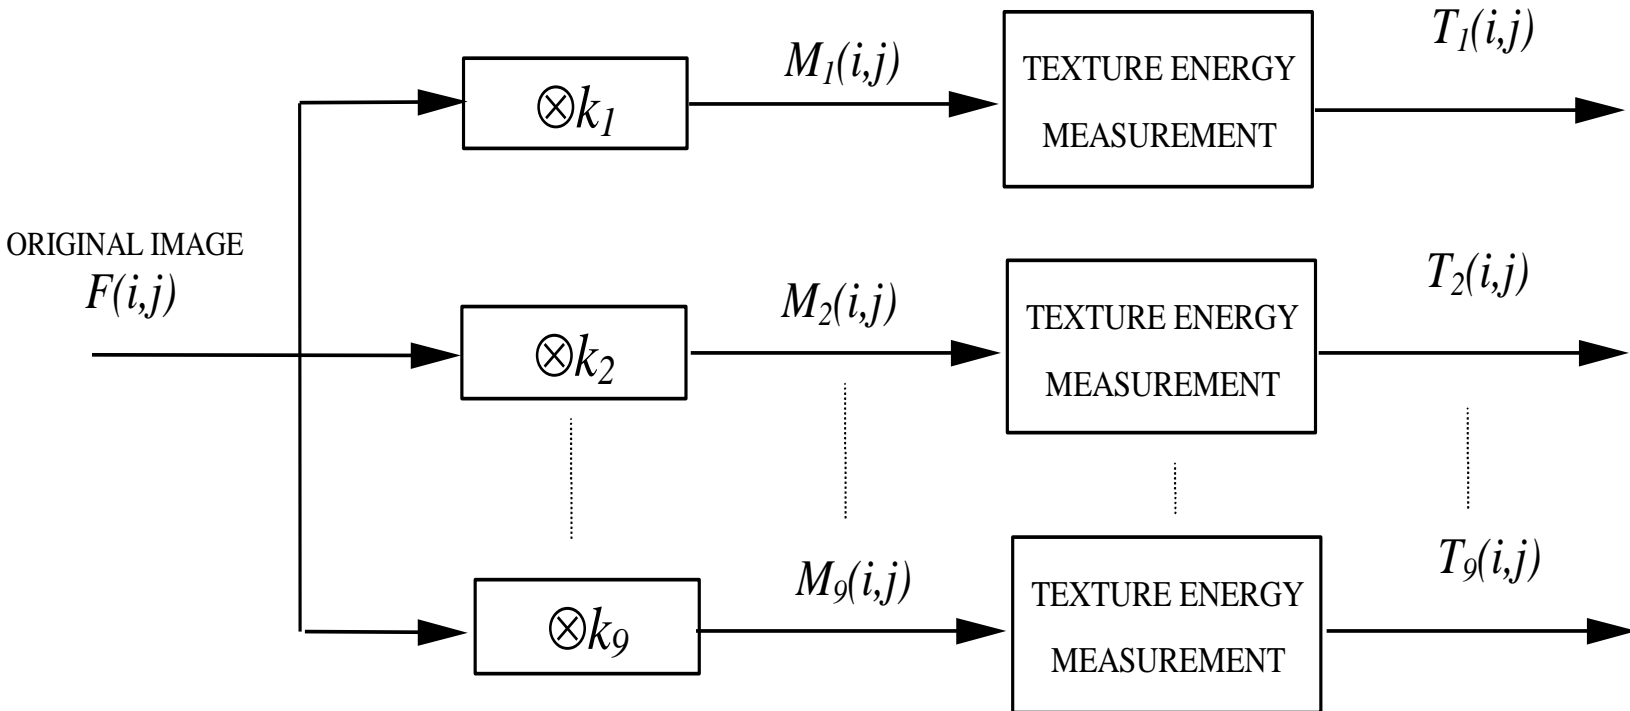 T₁(i,j)
M₁(i,j)
TEXTURE ENERGY
MEASUREMENT
⊗k₁
ORIGINAL IMAGE
F(i,j)
T₂(i,j)
M₂(i,j)
TEXTURE ENERGY
MEASUREMENT
⊗k₂
T₉(i,j)
M₉(i,j)
TEXTURE ENERGY
MEASUREMENT
⊗k₉